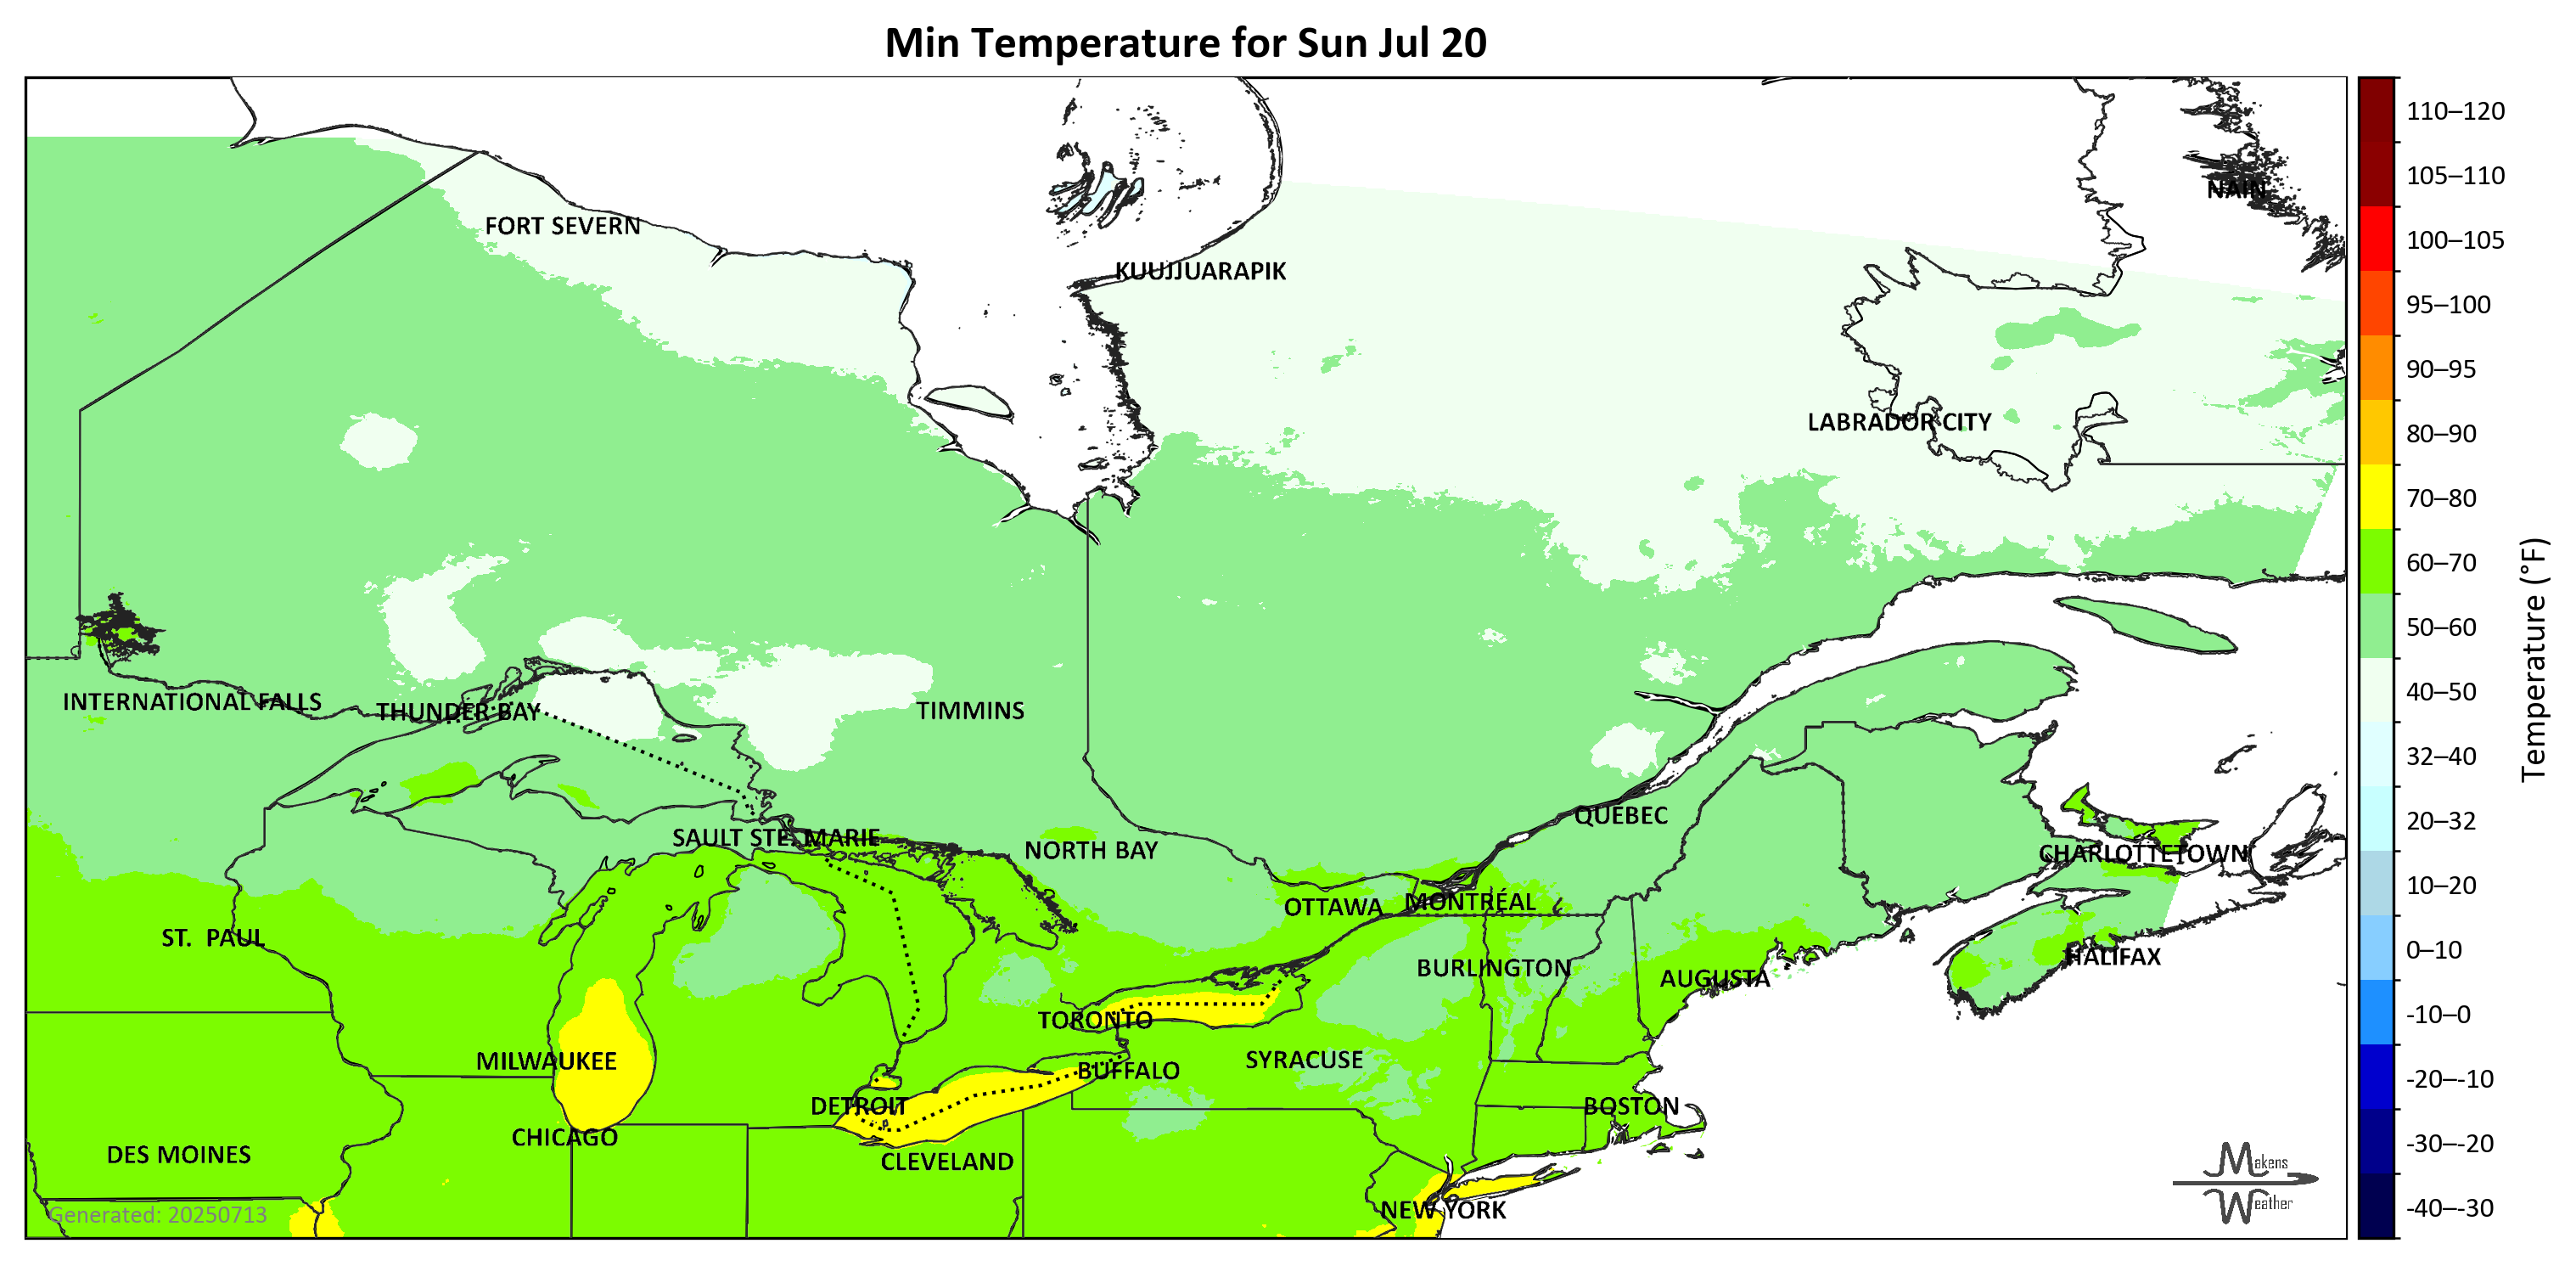 Min Temperature for Sun Jul 20
110–120
105–110
NAIN
FORT SEVERN
100–105
KUUJJUARAPIK
95–100
90–95
LABRADOR CITY
80–90
70–80
60–70
50–60
Temperature (°F)
40–50
INTERNATIONAL FALLS
THUNDER BAY
TIMMINS
32–40
QUÉBEC
20–32
SAULT STE. MARIE
NORTH BAY
CHARLOTTETOWN
10–20
OTTAWA
MONTRÉAL
ST. PAUL
HALIFAX
0–10
BURLINGTON
AUGUSTA
-10–0
TORONTO
MILWAUKEE
SYRACUSE
BUFFALO
-20–-10
DETROIT
BOSTON
CHICAGO
-30–-20
DES MOINES
CLEVELAND
Makens
Weather
NEW YORK
-40–-30
Generated: 20250713